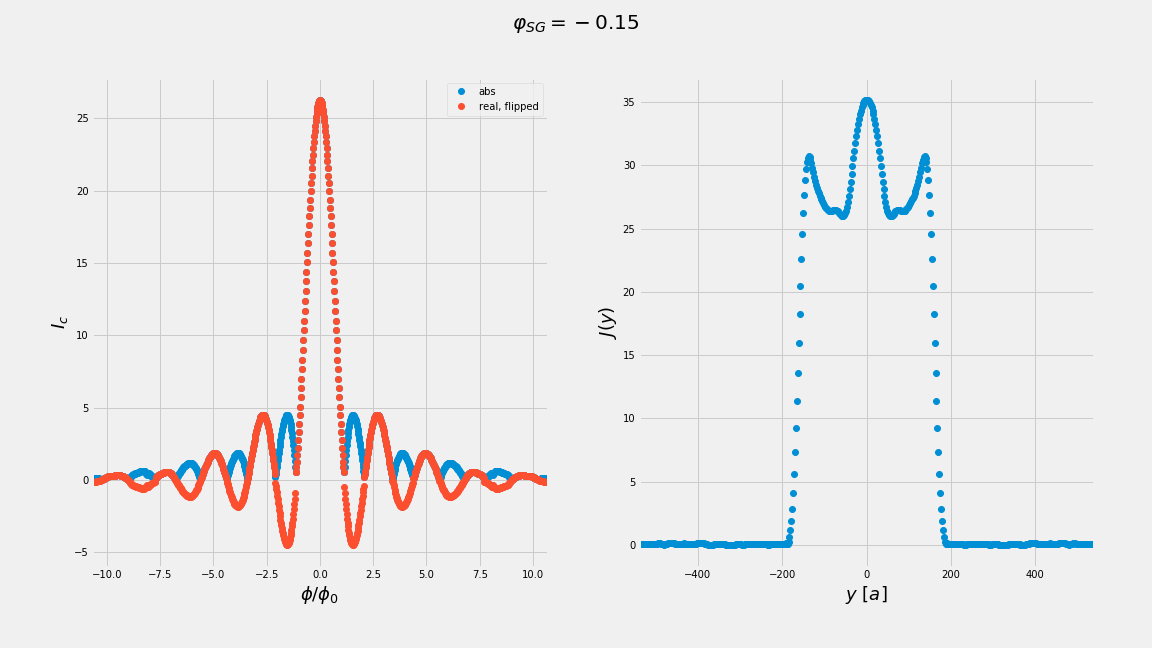 φ_SG = −0.15
abs
real, flipped
I_c
25
20
15
10
5
0
−5
−10.0 −7.5 −5.0 −2.5 0.0 2.5 5.0 7.5 10.0
ϕ/ϕ_0
J(y)
35
30
25
20
15
10
5
0
−400 −200 0 200 400
y [a]